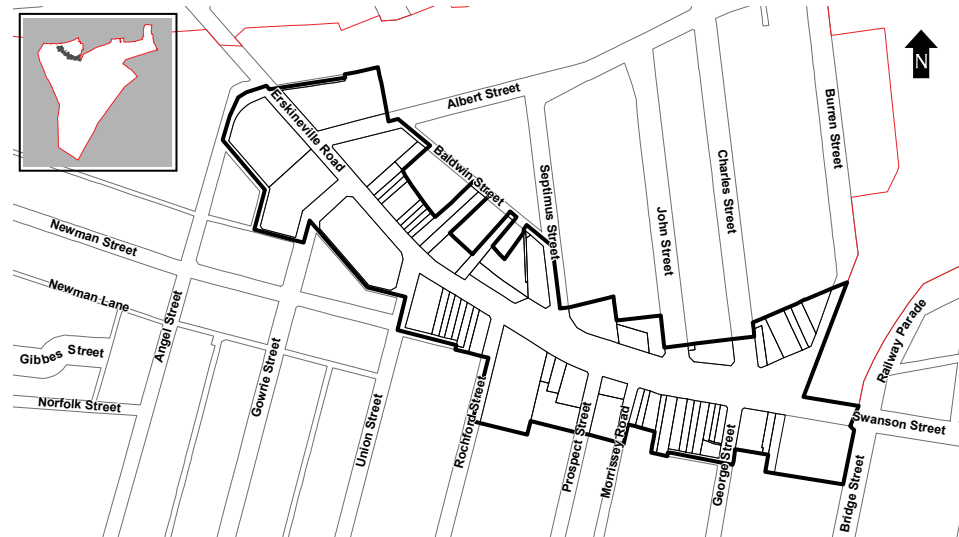 N
Erskineville Road
Albert Street
Baldwin Street
Septimus Street
John Street
Charles Street
Burren Street
Newman Street
Newman Lane
Gibbes Street
Norfolk Street
Angel Street
Gowrie Street
Union Street
Rochford Street
Prospect Street
Morrissey Road
George Street
Railway Parade
Swanson Street
Bridge Street